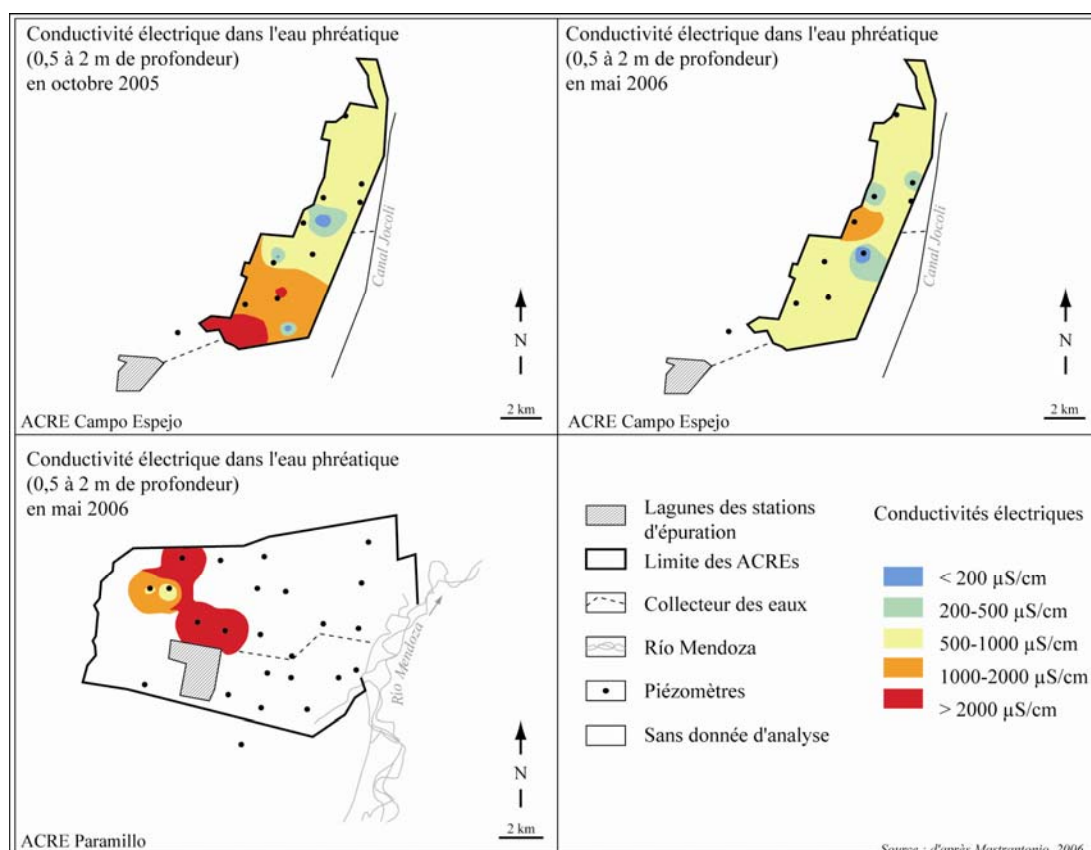 Conductivité électrique dans l'eau phréatique
(0,5 à 2 m de profondeur)
en octobre 2005
Canal Jocoli
N
2 km
ACRE Campo Espejo
Conductivité électrique dans l'eau phréatique
(0,5 à 2 m de profondeur)
en mai 2006
Canal Jocoli
N
2 km
ACRE Campo Espejo
Conductivité électrique dans l'eau phréatique
(0,5 à 2 m de profondeur)
en mai 2006
Río Mendoza
N
2 km
ACRE Paramillo
Lagunes des stations
d'épuration
Limite des ACREs
Collecteur des eaux
Río Mendoza
Piézomètres
Sans donnée d'analyse
Conductivités électriques
< 200 µS/cm
200-500 µS/cm
500-1000 µS/cm
1000-2000 µS/cm
> 2000 µS/cm
Source : d'après Mastrantonio, 2006